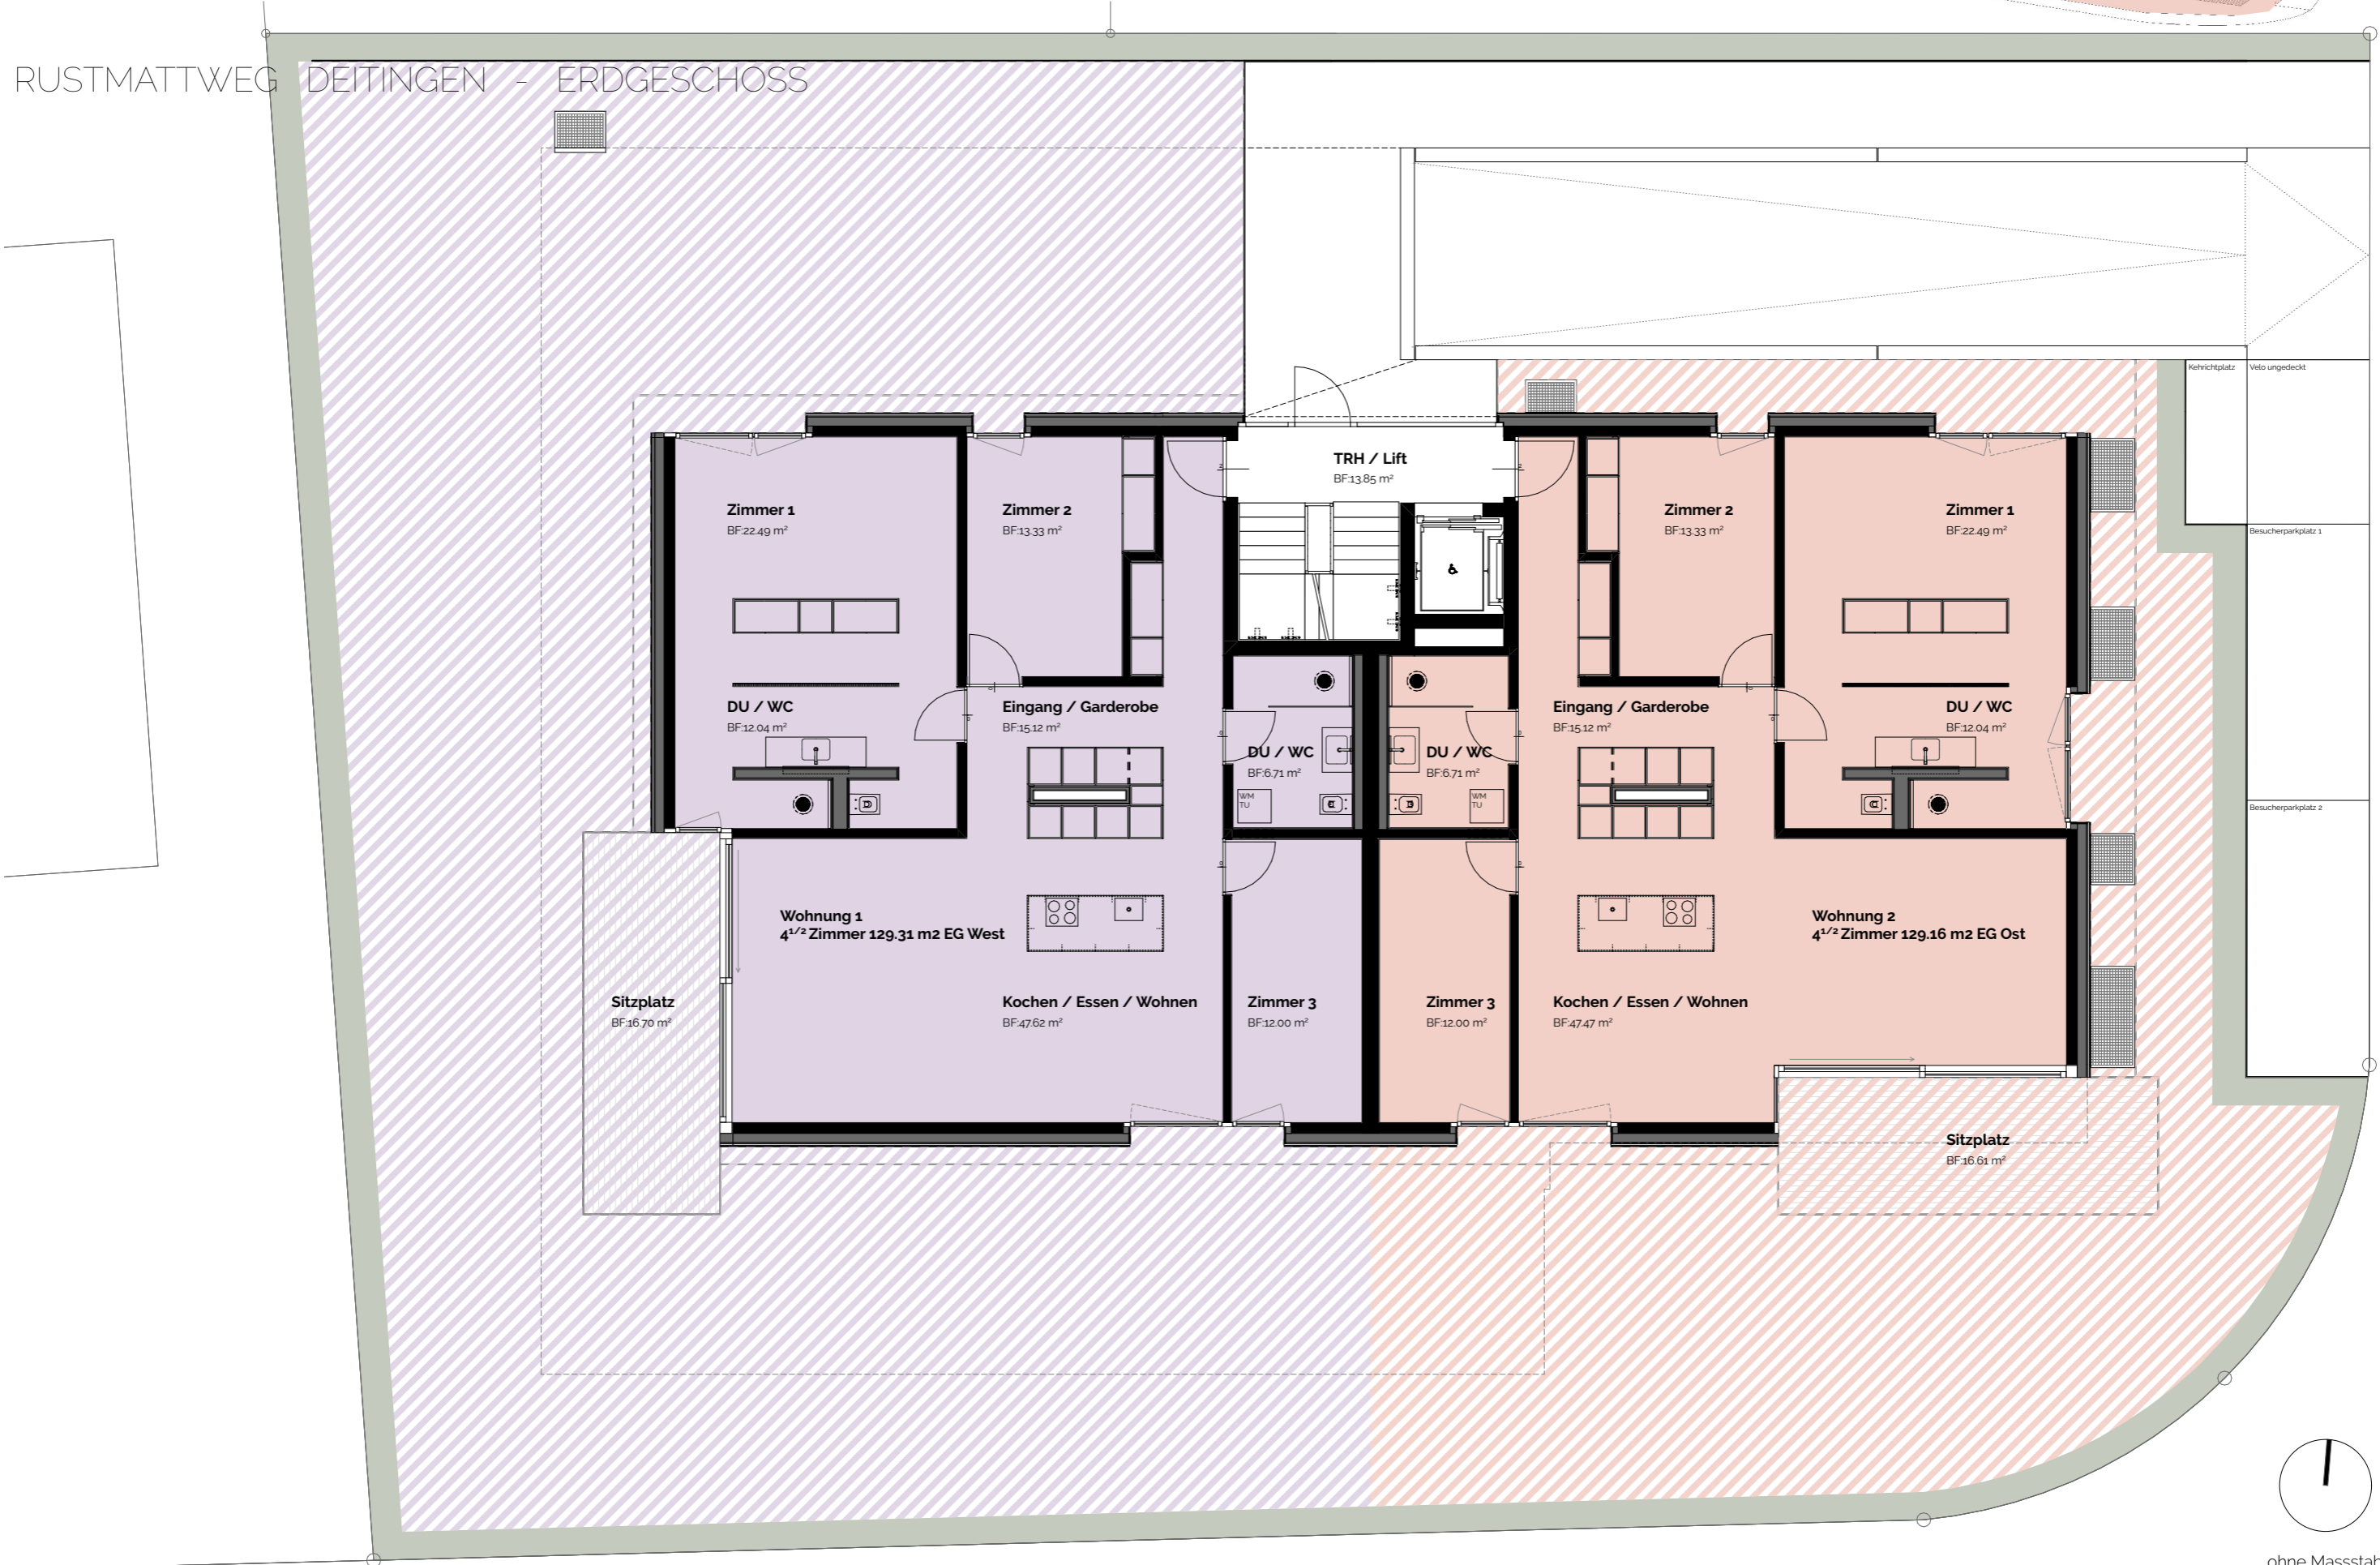 RUSTMATTWEG DEITINGEN - ERDGESCHOSS
Kehrichtplatz
Velo ungedeckt
TRH / Lift
BF:13.85 m²
Zimmer 1
BF:22.49 m²
Zimmer 2
BF:13.33 m²
Zimmer 2
BF:13.33 m²
Zimmer 1
BF:22.49 m²
Besucherparkplatz 1
DU / WC
BF:12.04 m²
Eingang / Garderobe
BF:15.12 m²
DU / WC
BF:6.71 m²
WM
TU
DU / WC
BF:6.71 m²
WM
TU
Eingang / Garderobe
BF:15.12 m²
DU / WC
BF:12.04 m²
Besucherparkplatz 2
Wohnung 1
4¹/² Zimmer 129.31 m2 EG West
Wohnung 2
4¹/² Zimmer 129.16 m2 EG Ost
Sitzplatz
BF:16.70 m²
Kochen / Essen / Wohnen
BF:47.62 m²
Zimmer 3
BF:12.00 m²
Zimmer 3
BF:12.00 m²
Kochen / Essen / Wohnen
BF:47.47 m²
Sitzplatz
BF:16.61 m²
ohne Massstab